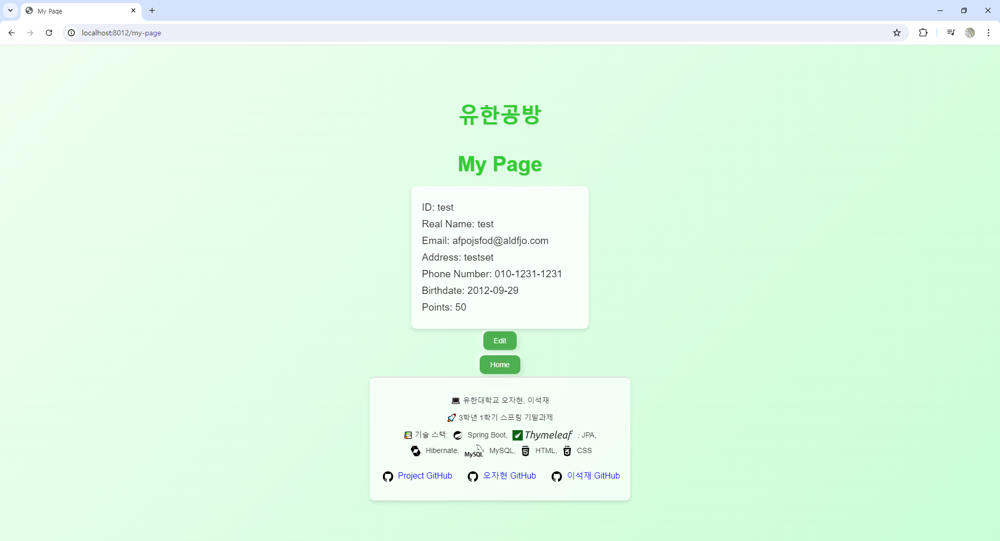 My Page
localhost:8012/my-page
유한공방
My Page
ID: test
Real Name: test
Email: afpojsfod@aldfjo.com
Address: testset
Phone Number: 010-1231-1231
Birthdate: 2012-09-29
Points: 50
Edit
Home
유한대학교 오자현, 이석재
3학년 1학기 스프링 기말과제
기술 스택: Spring Boot, Thymeleaf , JPA,
Hibernate, MySQL MySQL, HTML, CSS
Project GitHub 오자현 GitHub 이석재 GitHub